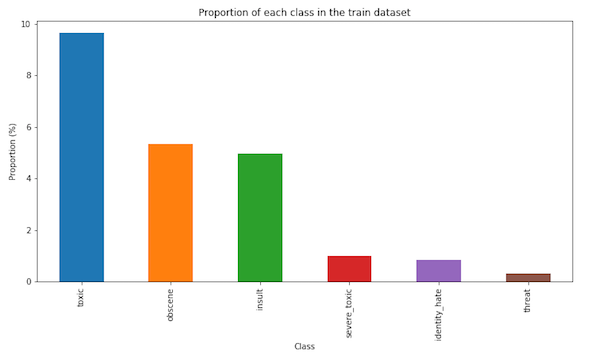 Proportion of each class in the train dataset
Proportion (%)
10
8
6
4
2
0
toxic
obscene
insult
severe_toxic
identity_hate
threat
Class